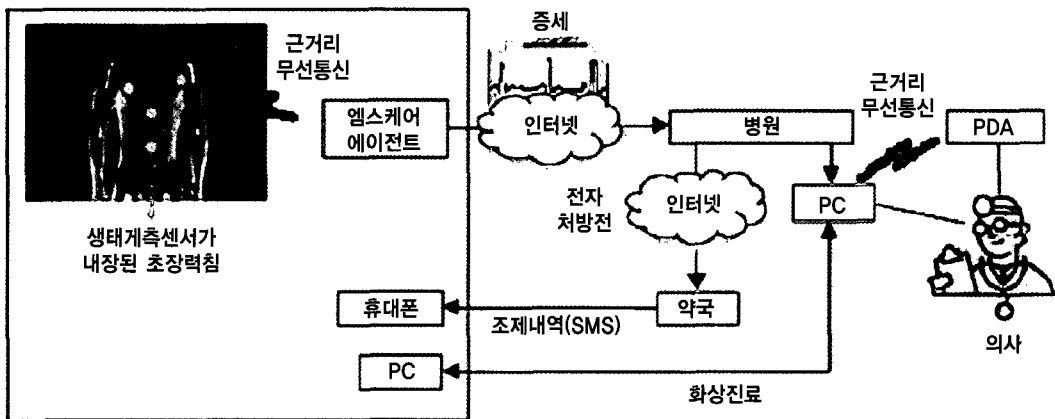 근거리
무선통신
엠스케어
에이전트
생태계측센서가
내장된 초장력침
휴대폰
PC
증세
인터넷
병원
근거리
무선통신
PDA
전자
처방전
인터넷
PC
약국
조제내역(SMS)
화상진료
의사